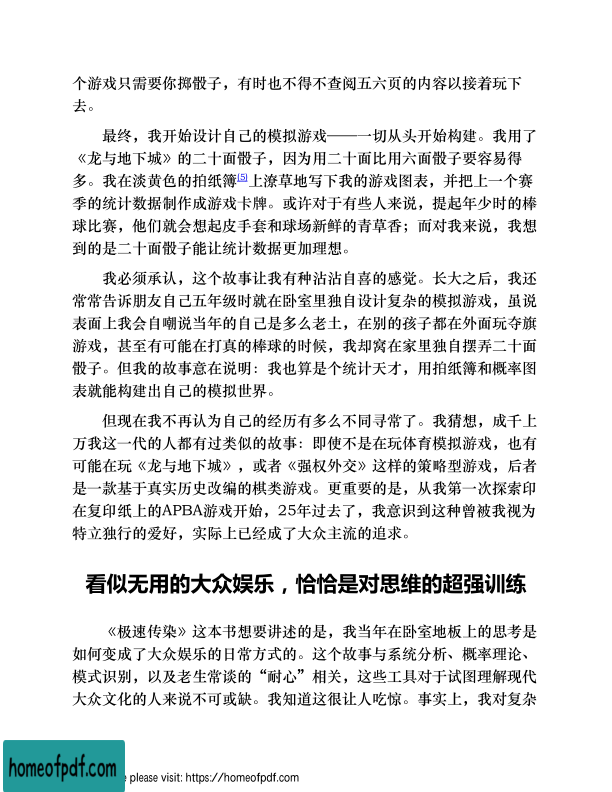 个游戏只需要你掷骰子，有时也不得不查阅五六页的内容以接着玩下
去。
最终，我开始设计自己的模拟游戏——一切从头开始构建。我用了
《龙与地下城》的二十面骰子，因为用二十面比用六面骰子要容易得
多。我在淡黄色的拍纸簿[5]上潦草地写下我的游戏图表，并把上一个赛
季的统计数据制作成游戏卡牌。或许对于有些人来说，提起年少时的棒
球比赛，他们就会想起皮手套和球场新鲜的青草香；而对我来说，我想
到的是二十面骰子能让统计数据更加理想。
我必须承认，这个故事让我有种沾沾自喜的感觉。长大之后，我还
常常告诉朋友自己五年级时就在卧室里独自设计复杂的模拟游戏，虽说
表面上我会自嘲说当年的自己是多么老土，在别的孩子都在外面玩夺旗
游戏，甚至有可能在打真的棒球的时候，我却窝在家里独自摆弄二十面
骰子。但我的故事意在说明：我也算是个统计天才，用拍纸簿和概率图
表就能构建出自己的模拟世界。
但现在我不再认为自己的经历有多么不同寻常了。我猜想，成千上
万我这一代的人都有过类似的故事：即使不是在玩体育模拟游戏，也有
可能在玩《龙与地下城》，或者《强权外交》这样的策略型游戏，后者
是一款基于真实历史改编的棋类游戏。更重要的是，从我第一次探索印
在复印纸上的APBA游戏开始，25年过去了，我意识到这种曾被我视为
特立独行的爱好，实际上已经成了大众主流的追求。
看似无用的大众娱乐，恰恰是对思维的超强训练
《极速传染》这本书想要讲述的是，我当年在卧室地板上的思考是
如何变成了大众娱乐的日常方式的。这个故事与系统分析、概率理论、
模式识别，以及老生常谈的“耐心”相关，这些工具对于试图理解现代
大众文化的人来说不可或缺。我知道这很让人吃惊。事实上，我对复杂
homeofpdf.com
e please visit: https://homeofpdf.com